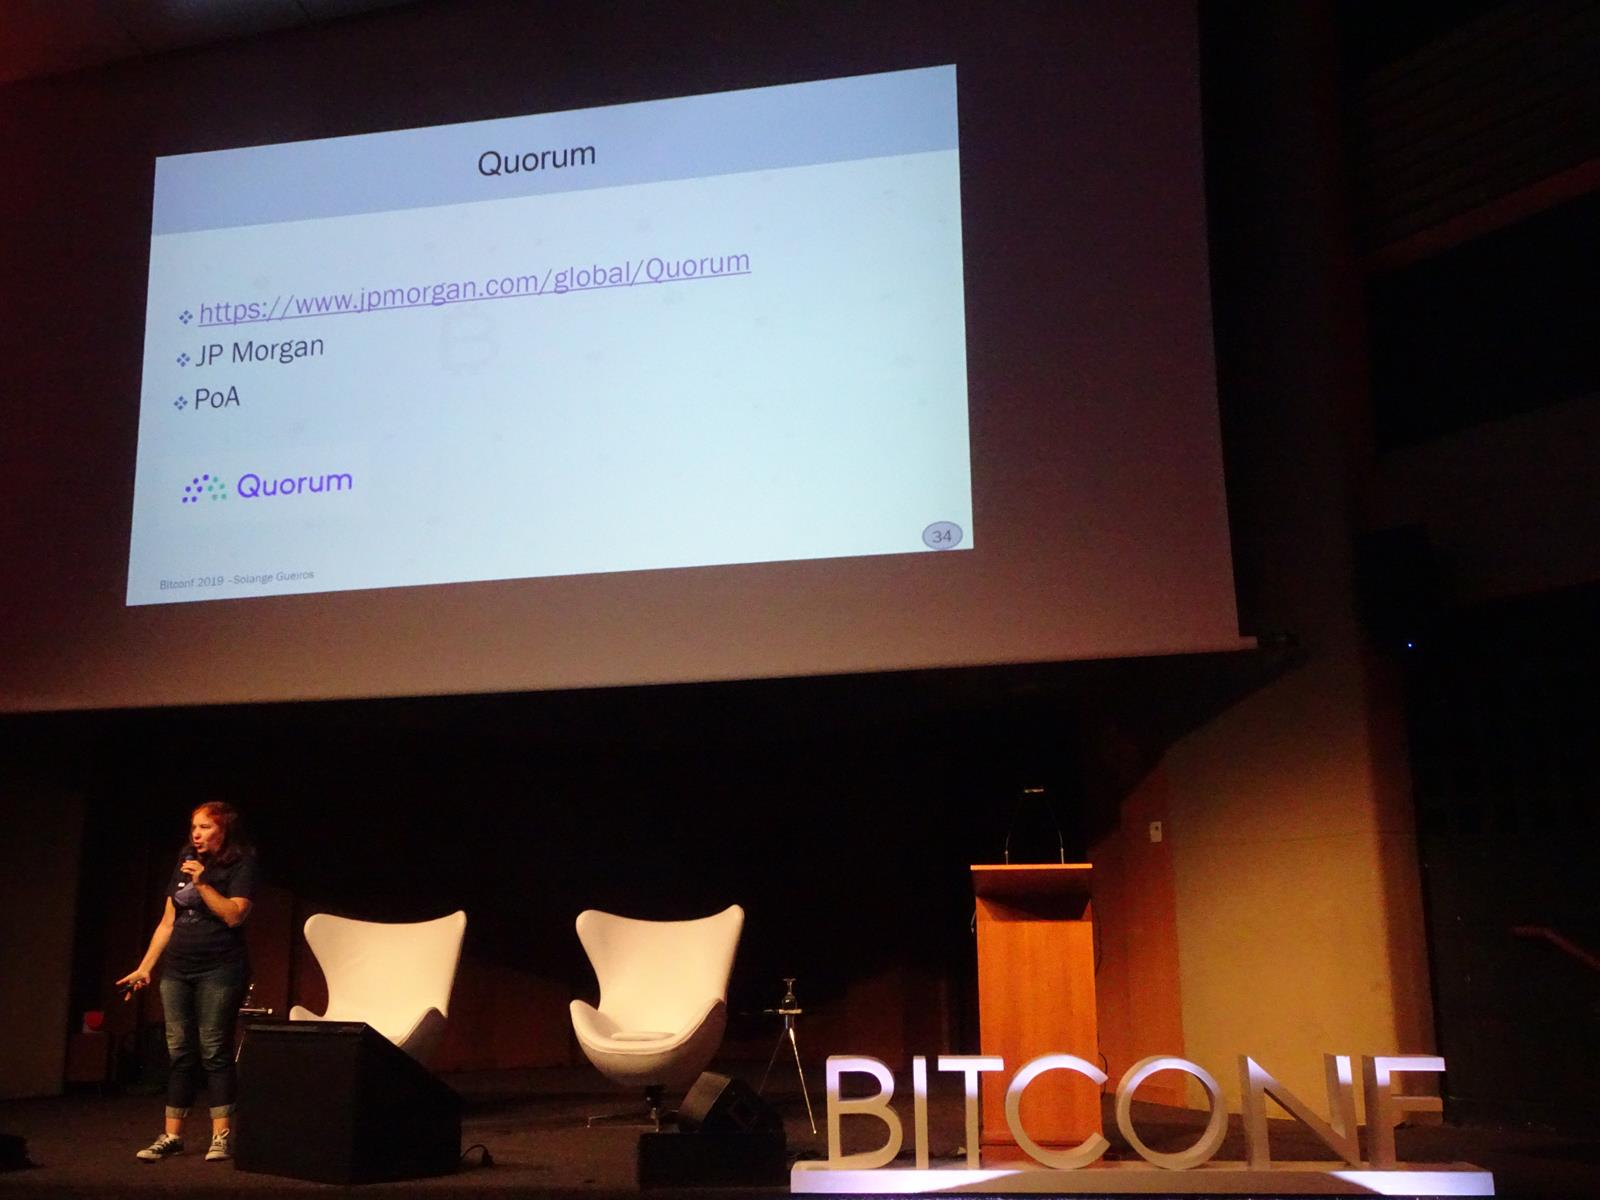 Quorum
https://www.jpmorgan.com/global/Quorum
JP Morgan
PoA
Quorum
34
Bitconf 2019 -Solange Gueiros
BITCONF